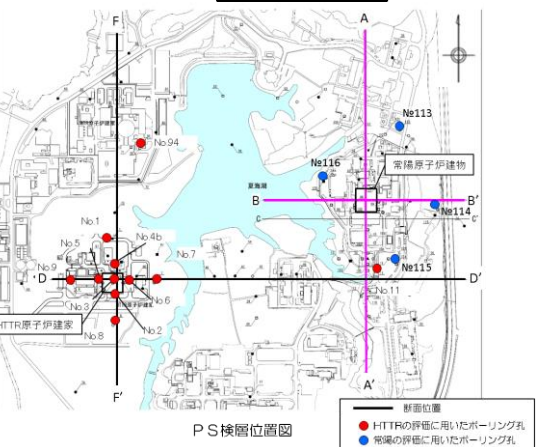 F
A
№113
No.94
№116
常陽原子炉建物
夏海湖
B
B'
№114
C
C'
No.1
No.4b
No.5
No.7
№115
No.9
D
D'
No.3
No.6
No.11
HTTR原子炉建家
No.2
No.8
F'
A'
PS検層位置図
断面位置
HTTRの評価に用いたボーリング孔
常陽の評価に用いたボーリング孔